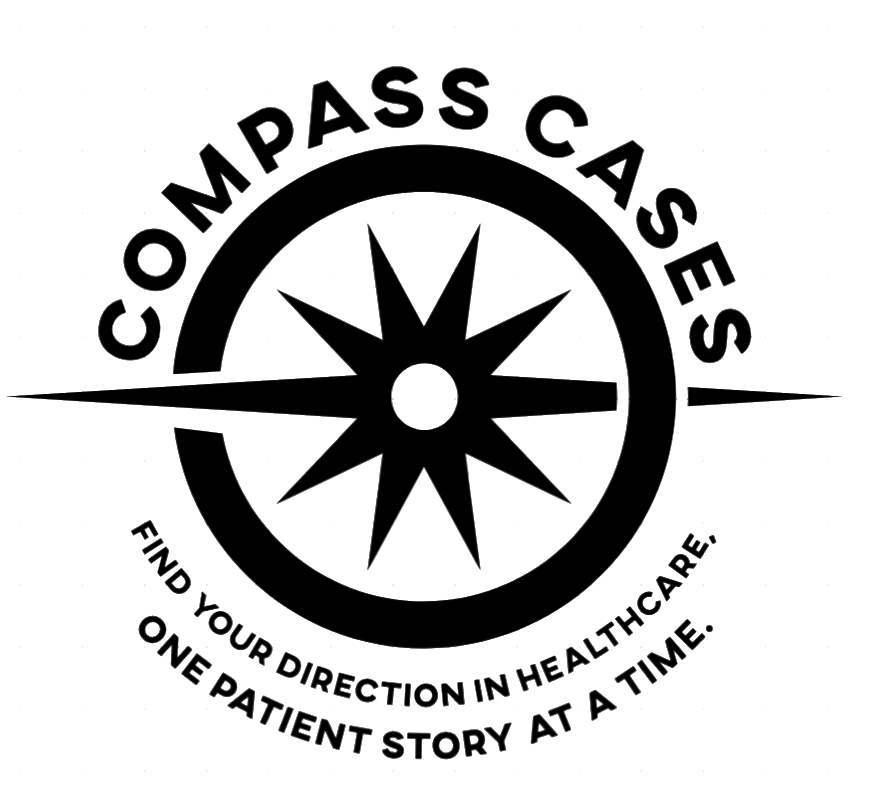 COMPASS CASES
FIND YOUR DIRECTION IN HEALTHCARE,
ONE PATIENT STORY AT A TIME.